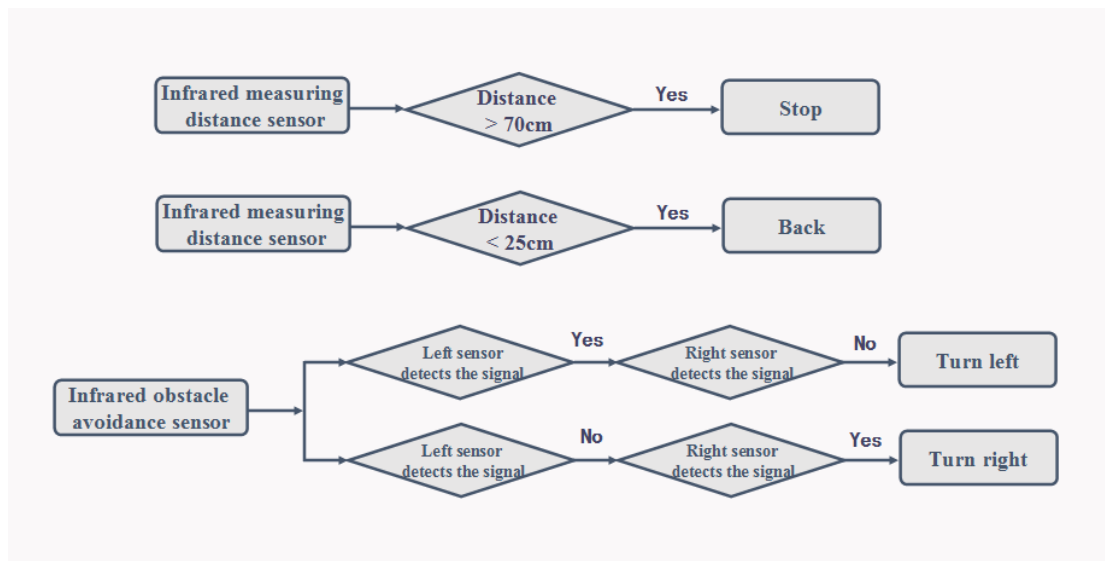 Infrared measuring
distance sensor
Distance
> 70cm
Yes
Stop
Infrared measuring
distance sensor
Distance
< 25cm
Yes
Back
Infrared obstacle
avoidance sensor
Left sensor
detects the signal
Yes
Right sensor
detects the signal
No
Turn left
Left sensor
detects the signal
No
Right sensor
detects the signal
Yes
Turn right